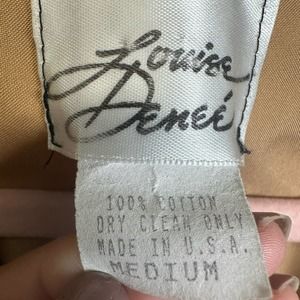 Louise
Deneé
100% COTTON
DRY CLEAN ONLY
MADE IN U.S.A.
MEDIUM